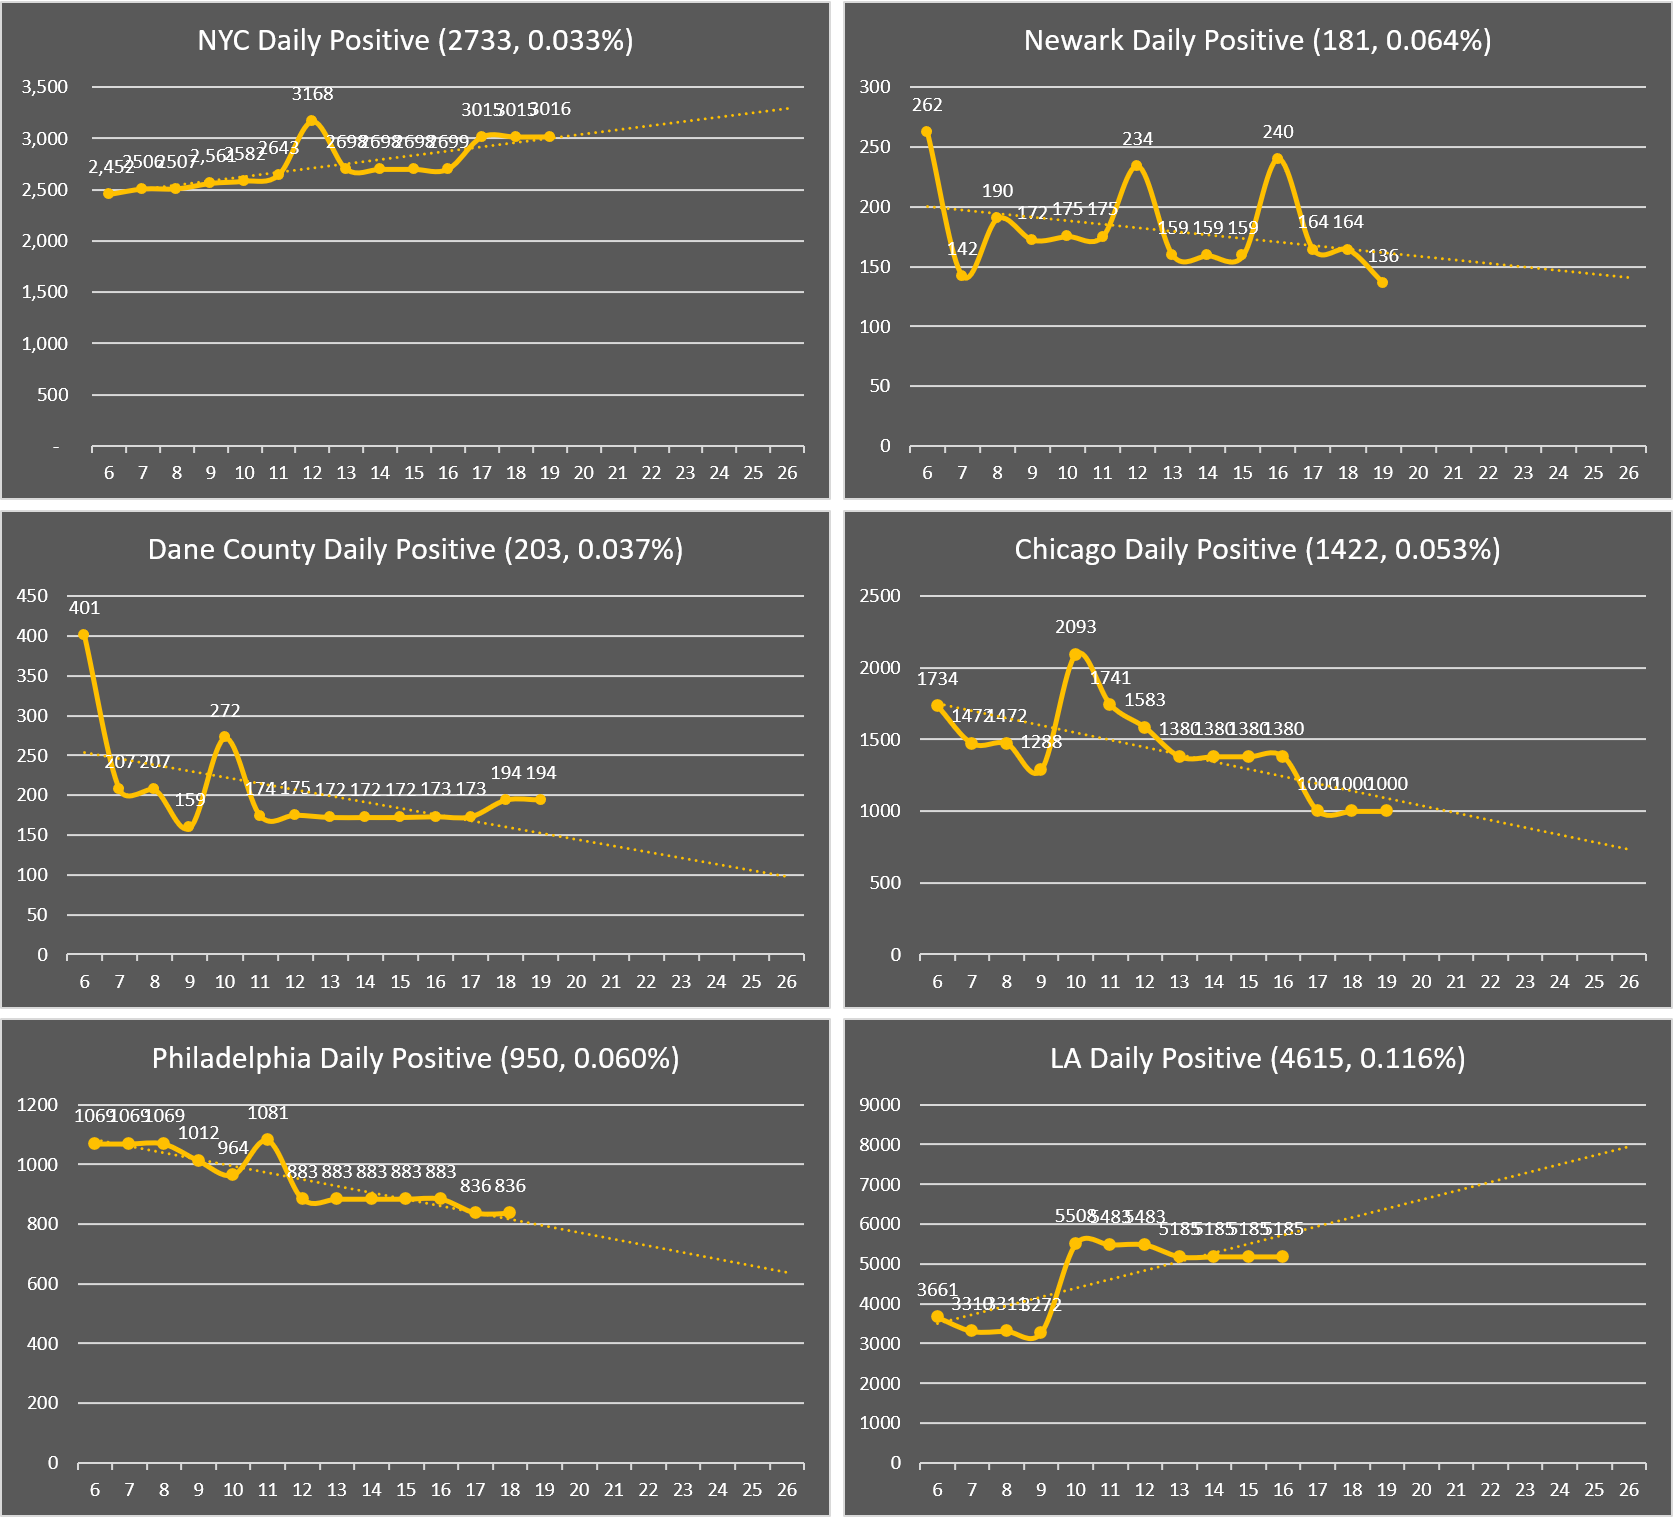 NYC Daily Positive (2733, 0.033%)
3,500
3,000
2,500
2,000
1,500
1,000
500
-
2,452 2506 2507 2,561 2582 2643 3168 2698 2698 2698 2699 3015 3015 3016
6 7 8 9 10 11 12 13 14 15 16 17 18 19 20 21 22 23 24 25 26
Newark Daily Positive (181, 0.064%)
300
250
200
150
100
50
0
262 142 190 172 175 175 234 159 159 159 240 164 164 136
6 7 8 9 10 11 12 13 14 15 16 17 18 19 20 21 22 23 24 25 26
Dane County Daily Positive (203, 0.037%)
450
400
350
300
250
200
150
100
50
0
401 207 207 159 272 174 175 172 172 172 173 173 194 194
6 7 8 9 10 11 12 13 14 15 16 17 18 19 20 21 22 23 24 25 26
Chicago Daily Positive (1422, 0.053%)
2500
2000
1500
1000
500
0
1734 1472 1472 1288 2093 1741 1583 1380 1380 1380 1380 1000 1000 1000
6 7 8 9 10 11 12 13 14 15 16 17 18 19 20 21 22 23 24 25 26
Philadelphia Daily Positive (950, 0.060%)
1200
1000
800
600
400
200
0
1069 1069 1069 1012 964 1081 883 883 883 883 883 836 836
6 7 8 9 10 11 12 13 14 15 16 17 18 19 20 21 22 23 24 25 26
LA Daily Positive (4615, 0.116%)
9000
8000
7000
6000
5000
4000
3000
2000
1000
0
3661 3311 3272 5508 5483 5483 5185 5185 5185 5185
6 7 8 9 10 11 12 13 14 15 16 17 18 19 20 21 22 23 24 25 26